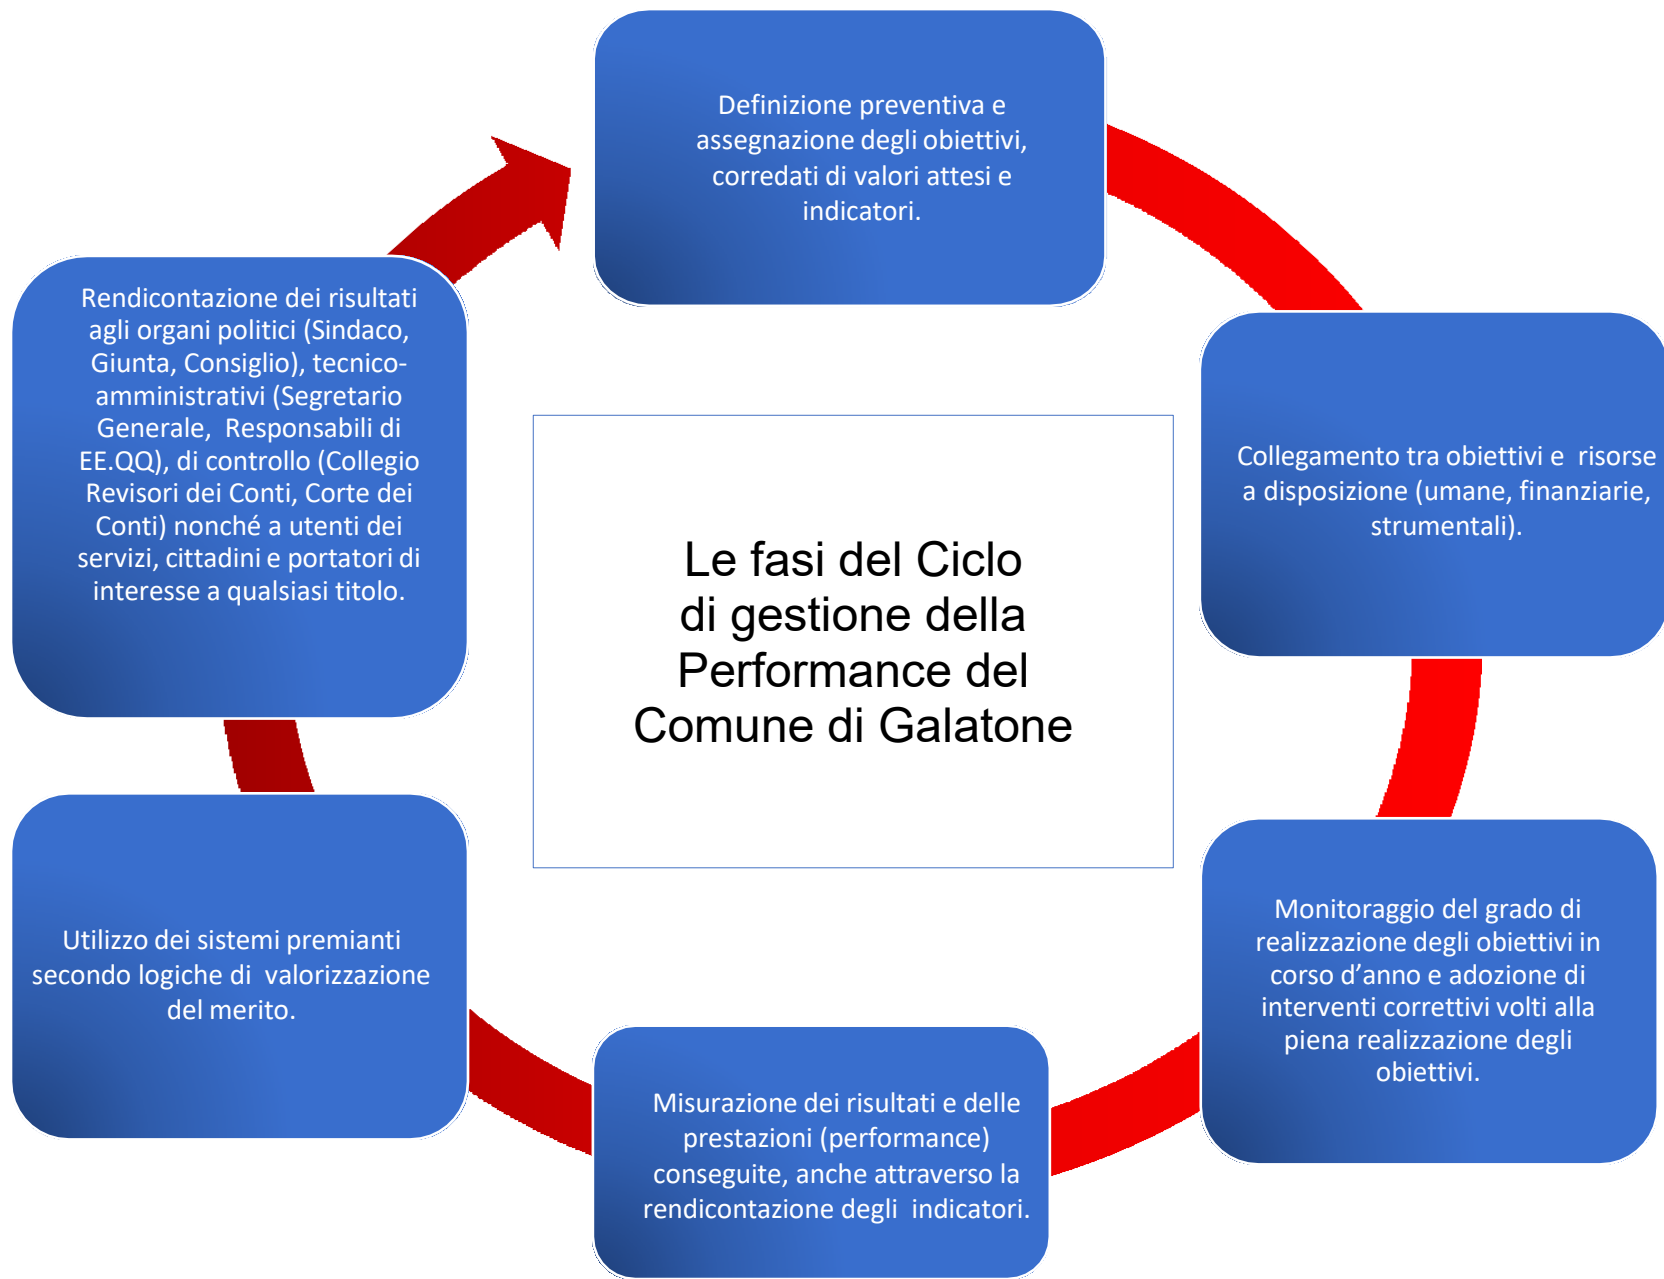 Definizione preventiva e
assegnazione degli obiettivi,
corredati di valori attesi e
indicatori.
Collegamento tra obiettivi e risorse
a disposizione (umane, finanziarie,
strumentali).
Monitoraggio del grado di
realizzazione degli obiettivi in
corso d’anno e adozione di
interventi correttivi volti alla
piena realizzazione degli
obiettivi.
Misurazione dei risultati e delle
prestazioni (performance)
conseguite, anche attraverso la
rendicontazione degli indicatori.
Utilizzo dei sistemi premianti
secondo logiche di valorizzazione
del merito.
Rendicontazione dei risultati
agli organi politici (Sindaco,
Giunta, Consiglio), tecnico-
amministrativi (Segretario
Generale, Responsabili di
EE.QQ), di controllo (Collegio
Revisori dei Conti, Corte dei
Conti) nonché a utenti dei
servizi, cittadini e portatori di
interesse a qualsiasi titolo.
Le fasi del Ciclo
di gestione della
Performance del
Comune di Galatone